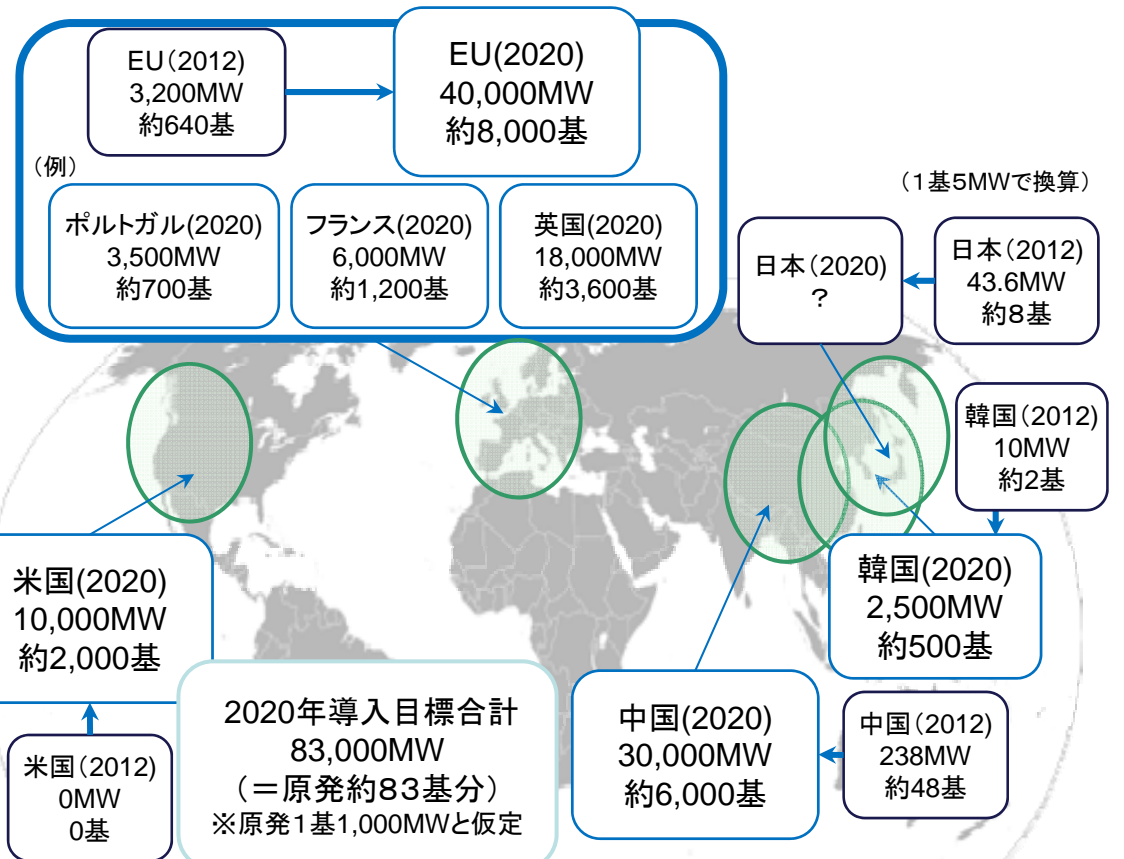 EU(2012)
3,200MW
約640基
EU(2020)
40,000MW
約8,000基
(例)
ポルトガル(2020)
3,500MW
約700基
フランス(2020)
6,000MW
約1,200基
英国(2020)
18,000MW
約3,600基
(1基5MWで換算)
日本(2020)
?
日本(2012)
43.6MW
約8基
韓国(2012)
10MW
約2基
韓国(2020)
2,500MW
約500基
米国(2020)
10,000MW
約2,000基
米国(2012)
0MW
0基
2020年導入目標合計
83,000MW
(=原発約83基分)
※原発1基1,000MWと仮定
中国(2020)
30,000MW
約6,000基
中国(2012)
238MW
約48基